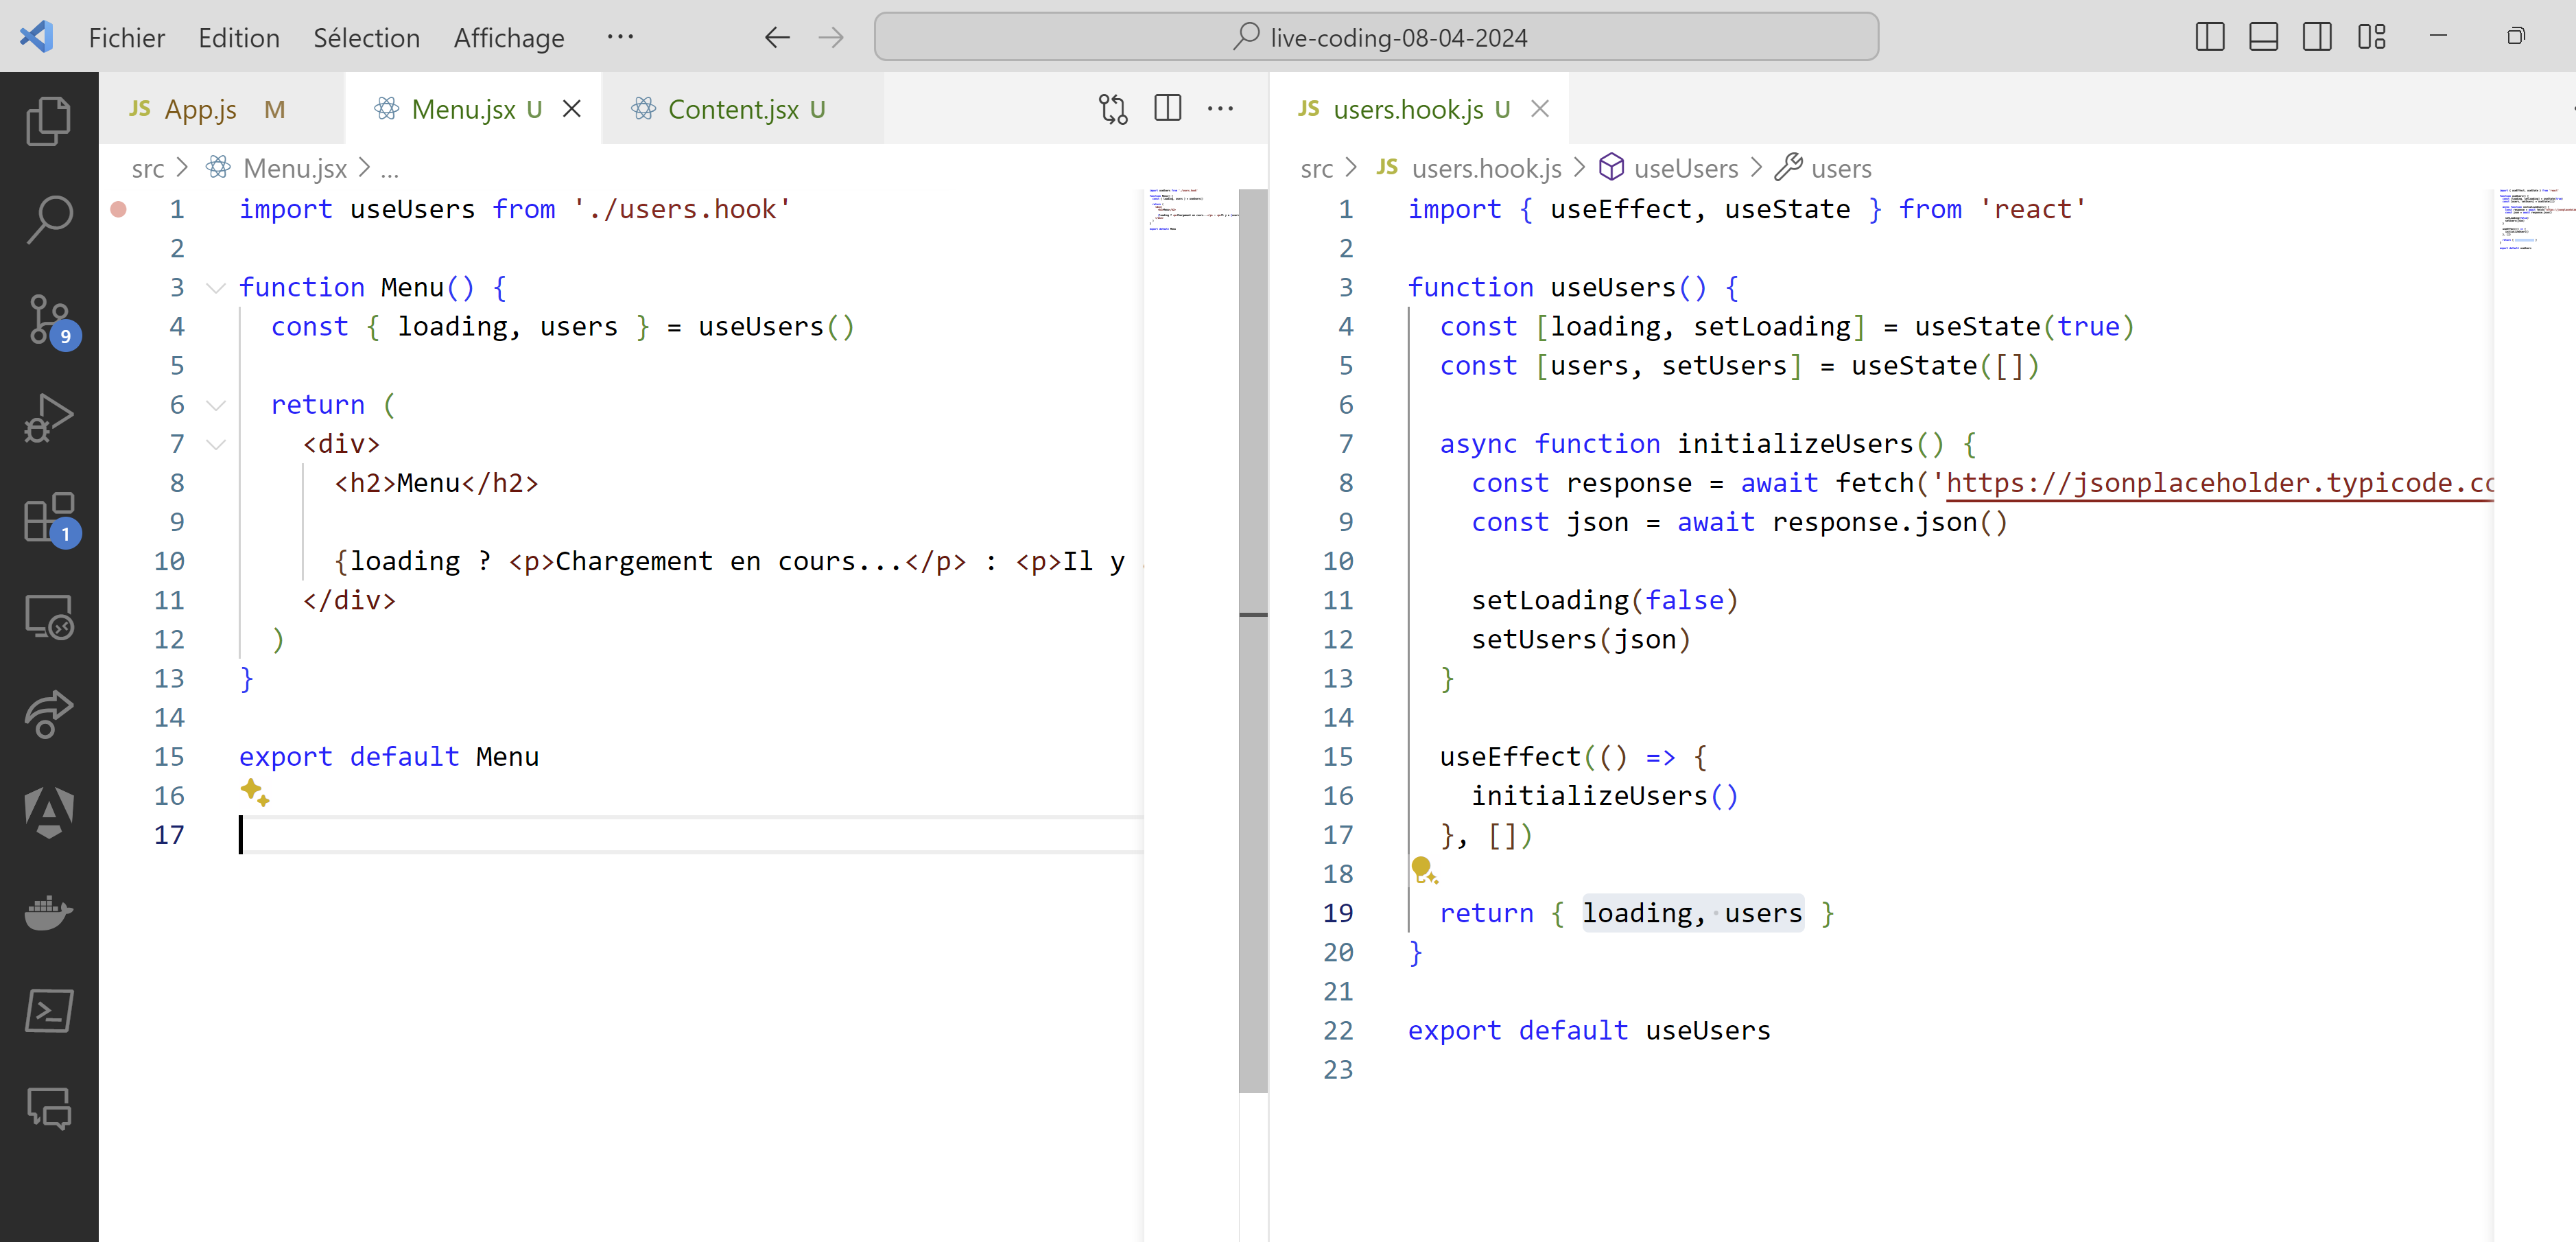 Fichier Edition Sélection Affichage ... live-coding-08-04-2024
JS App.js M Menu.jsx U Content.jsx U
src > Menu.jsx > ...
1 import useUsers from './users.hook'
2
3 function Menu() {
4 const { loading, users } = useUsers()
5
6 return (
7 <div>
8 <h2>Menu</h2>
9
10 {loading ? <p>Chargement en cours...</p> : <p>Il y
11 </div>
12 )
13 }
14
15 export default Menu
16
17
9
1
JS users.hook.js U
src > JS users.hook.js > useUsers > users
1 import { useEffect, useState } from 'react'
2
3 function useUsers() {
4 const [loading, setLoading] = useState(true)
5 const [users, setUsers] = useState([])
6
7 async function initializeUsers() {
8 const response = await fetch('https://jsonplaceholder.typicode.co
9 const json = await response.json()
10
11 setLoading(false)
12 setUsers(json)
13 }
14
15 useEffect(() => {
16 initializeUsers()
17 }, [])
18
19 return { loading, users }
20 }
21
22 export default useUsers
23